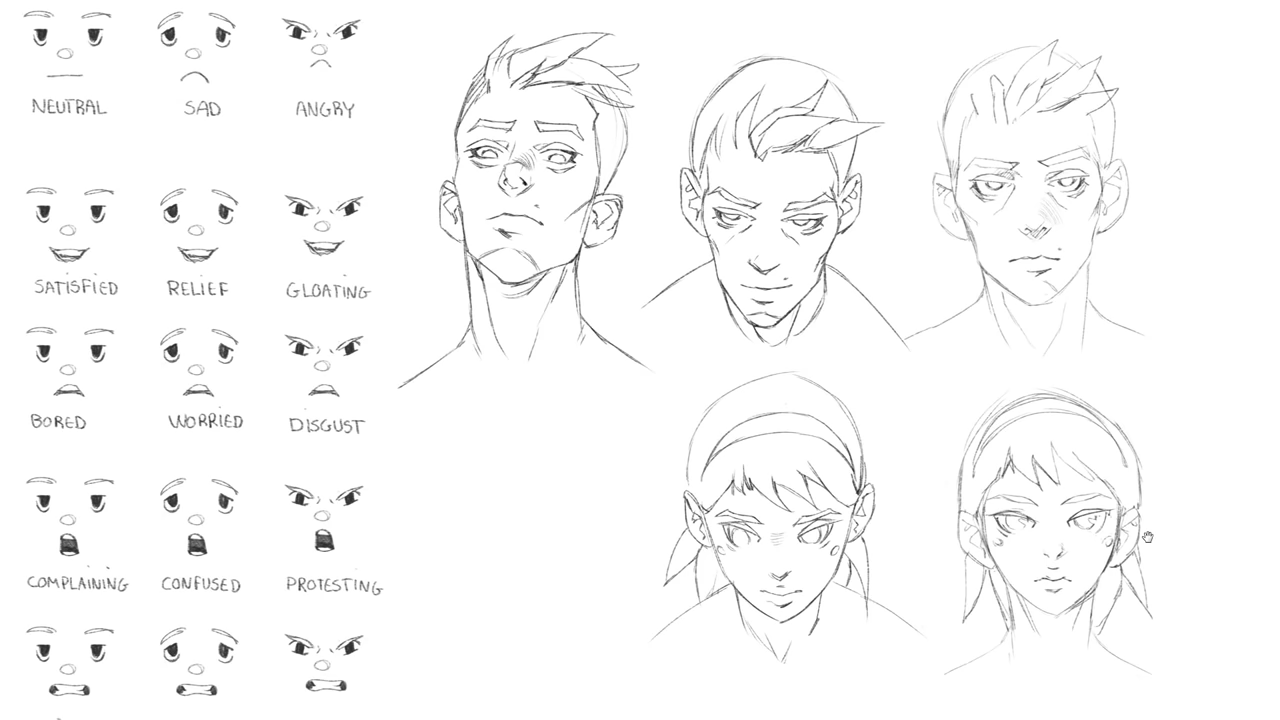 NEUTRAL SAD ANGRY
SATISFIED RELIEF GLOATING
BORED WORRIED DISGUST
COMPLAINING CONFUSED PROTESTING